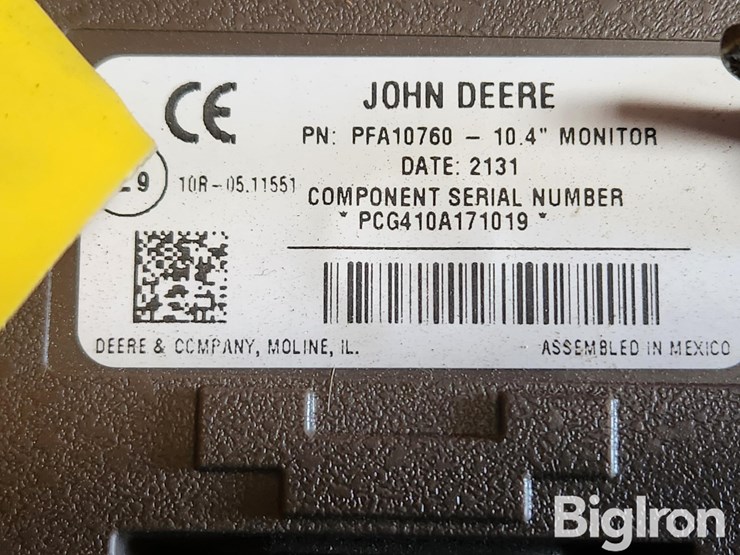 CE
JOHN DEERE
PN: PFA10760 - 10.4" MONITOR
DATE: 2131
9 10R-05.11551
COMPONENT SERIAL NUMBER
* PCG410A171019 *
DEERE & COMPANY, MOLINE, IL. ASSEMBLED IN MEXICO
BigIron